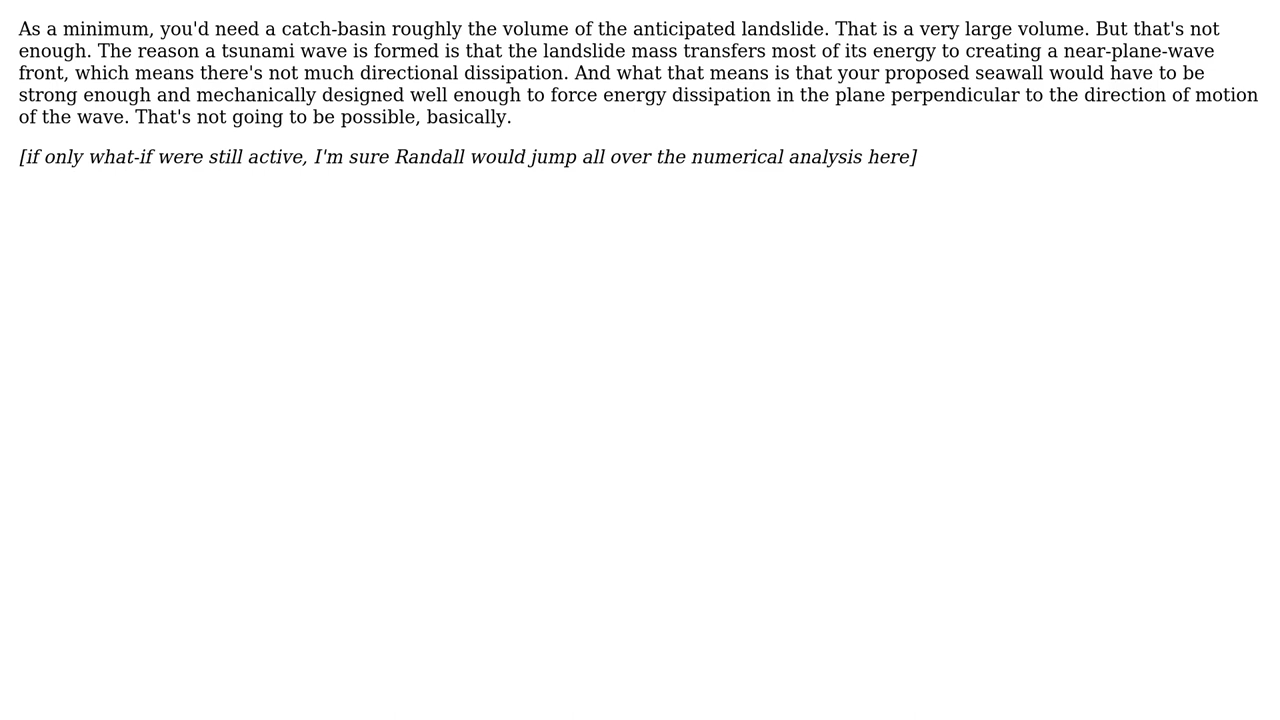 As a minimum, you'd need a catch-basin roughly the volume of the anticipated landslide. That is a very large volume. But that's not
enough. The reason a tsunami wave is formed is that the landslide mass transfers most of its energy to creating a near-plane-wave
front, which means there's not much directional dissipation. And what that means is that your proposed seawall would have to be
strong enough and mechanically designed well enough to force energy dissipation in the plane perpendicular to the direction of motion
of the wave. That's not going to be possible, basically.
[if only what-if were still active, I'm sure Randall would jump all over the numerical analysis here]